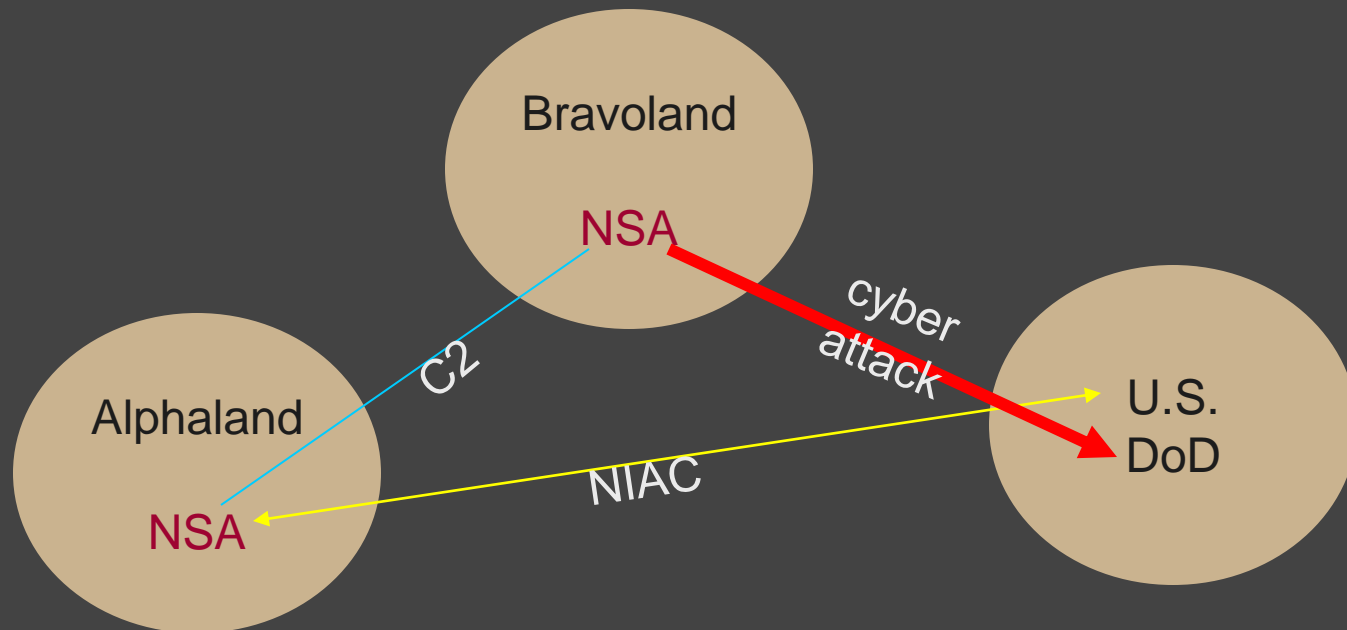 Bravoland
NSA
cyber
attack
C2
Alphaland
U.S.
DoD
NIAC
NSA